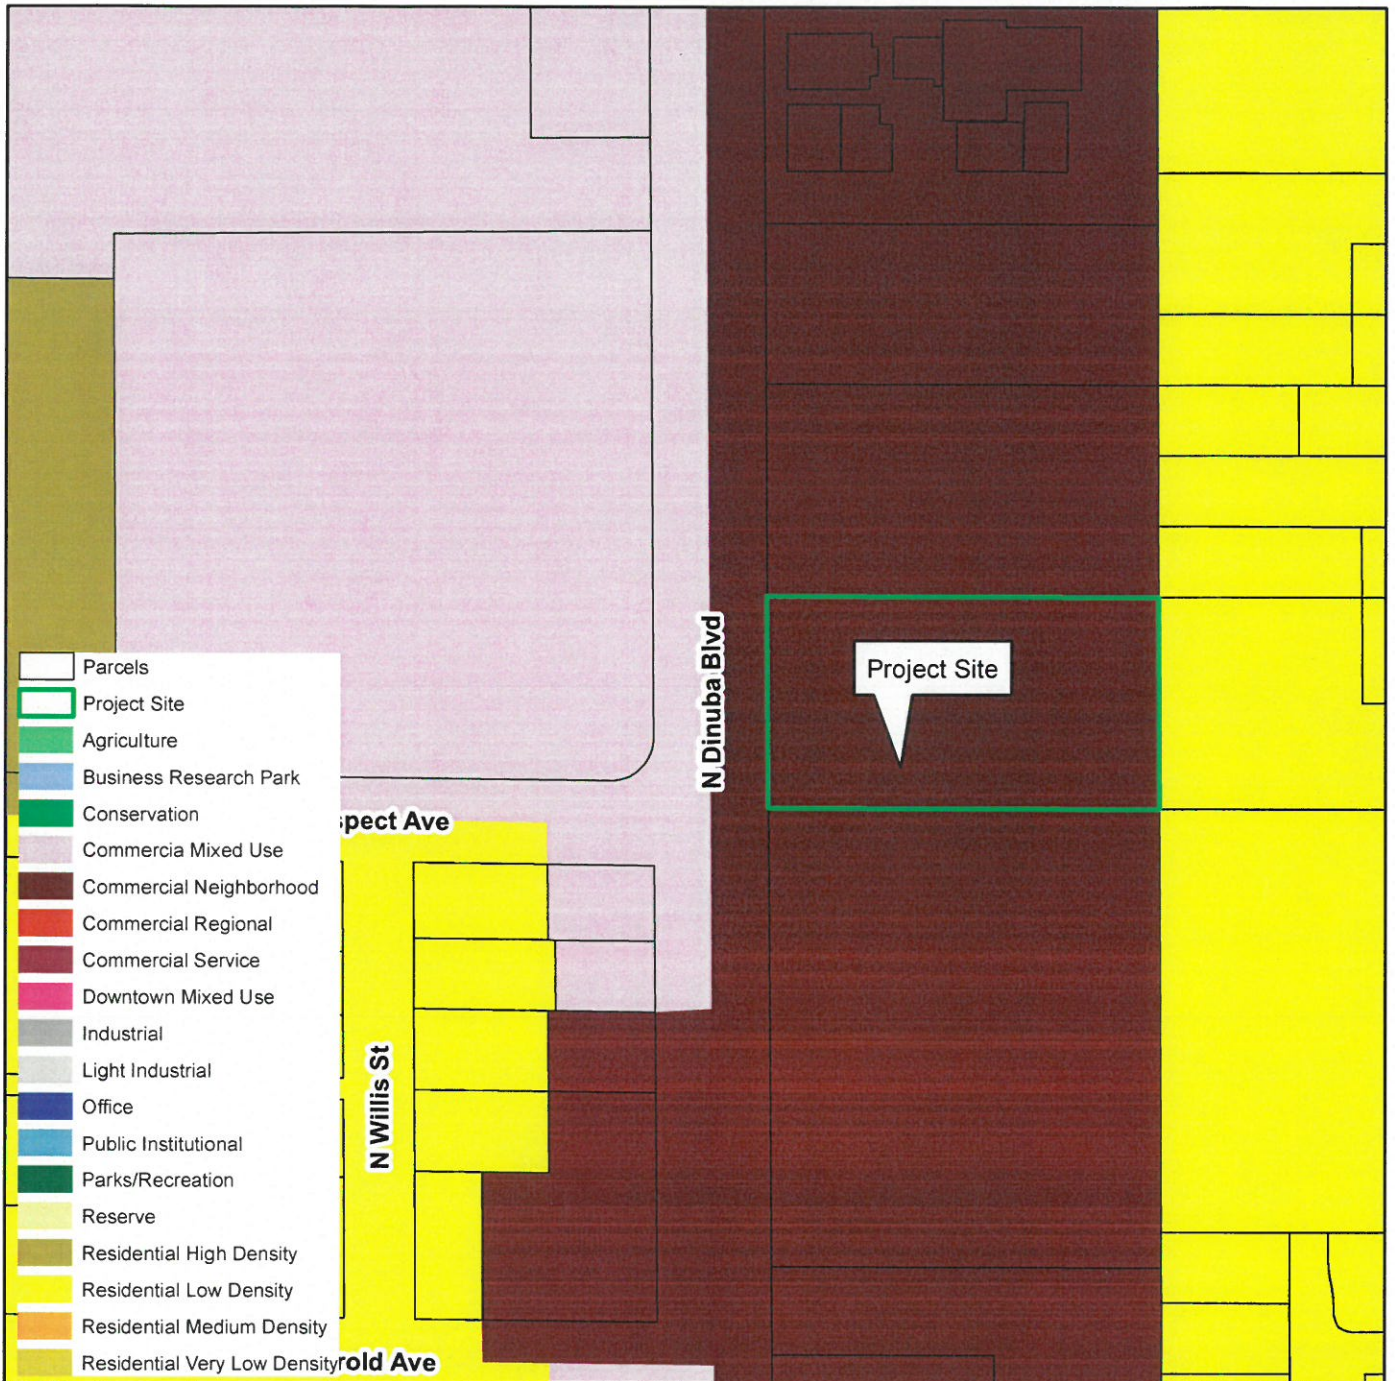 N Dinuba Blvd
Project Site
Parcels
Project Site
Agriculture
Business Research Park
Conservation
Commercia Mixed Use
Commercial Neighborhood
Commercial Regional
Commercial Service
Downtown Mixed Use
Industrial
Light Industrial
Office
Public Institutional
Parks/Recreation
Reserve
Residential High Density
Residential Low Density
Residential Medium Density
Residential Very Low Density
spect Ave
N Willis St
rold Ave